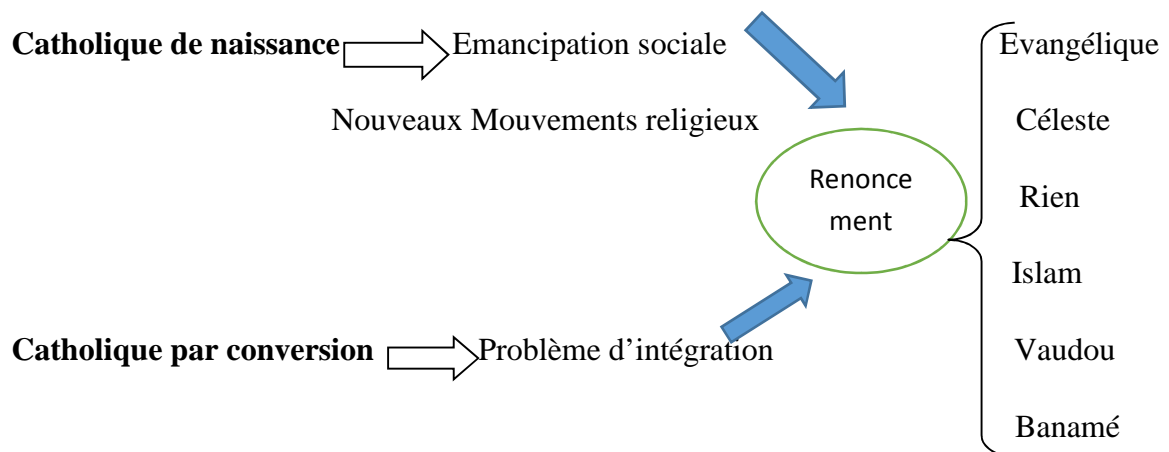 Catholique de naissance Emancipation sociale Evangélique
Nouveaux Mouvements religieux Céleste
Renonce
ment
Rien
Islam
Catholique par conversion Problème d'intégration Vaudou
Banamé